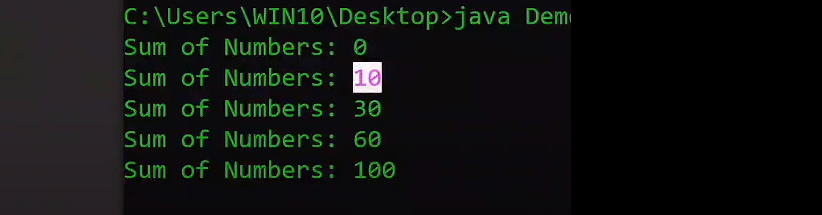 C:\Users\WIN10\Desktop>java Demo
Sum of Numbers: 0
Sum of Numbers: 10
Sum of Numbers: 30
Sum of Numbers: 60
Sum of Numbers: 100